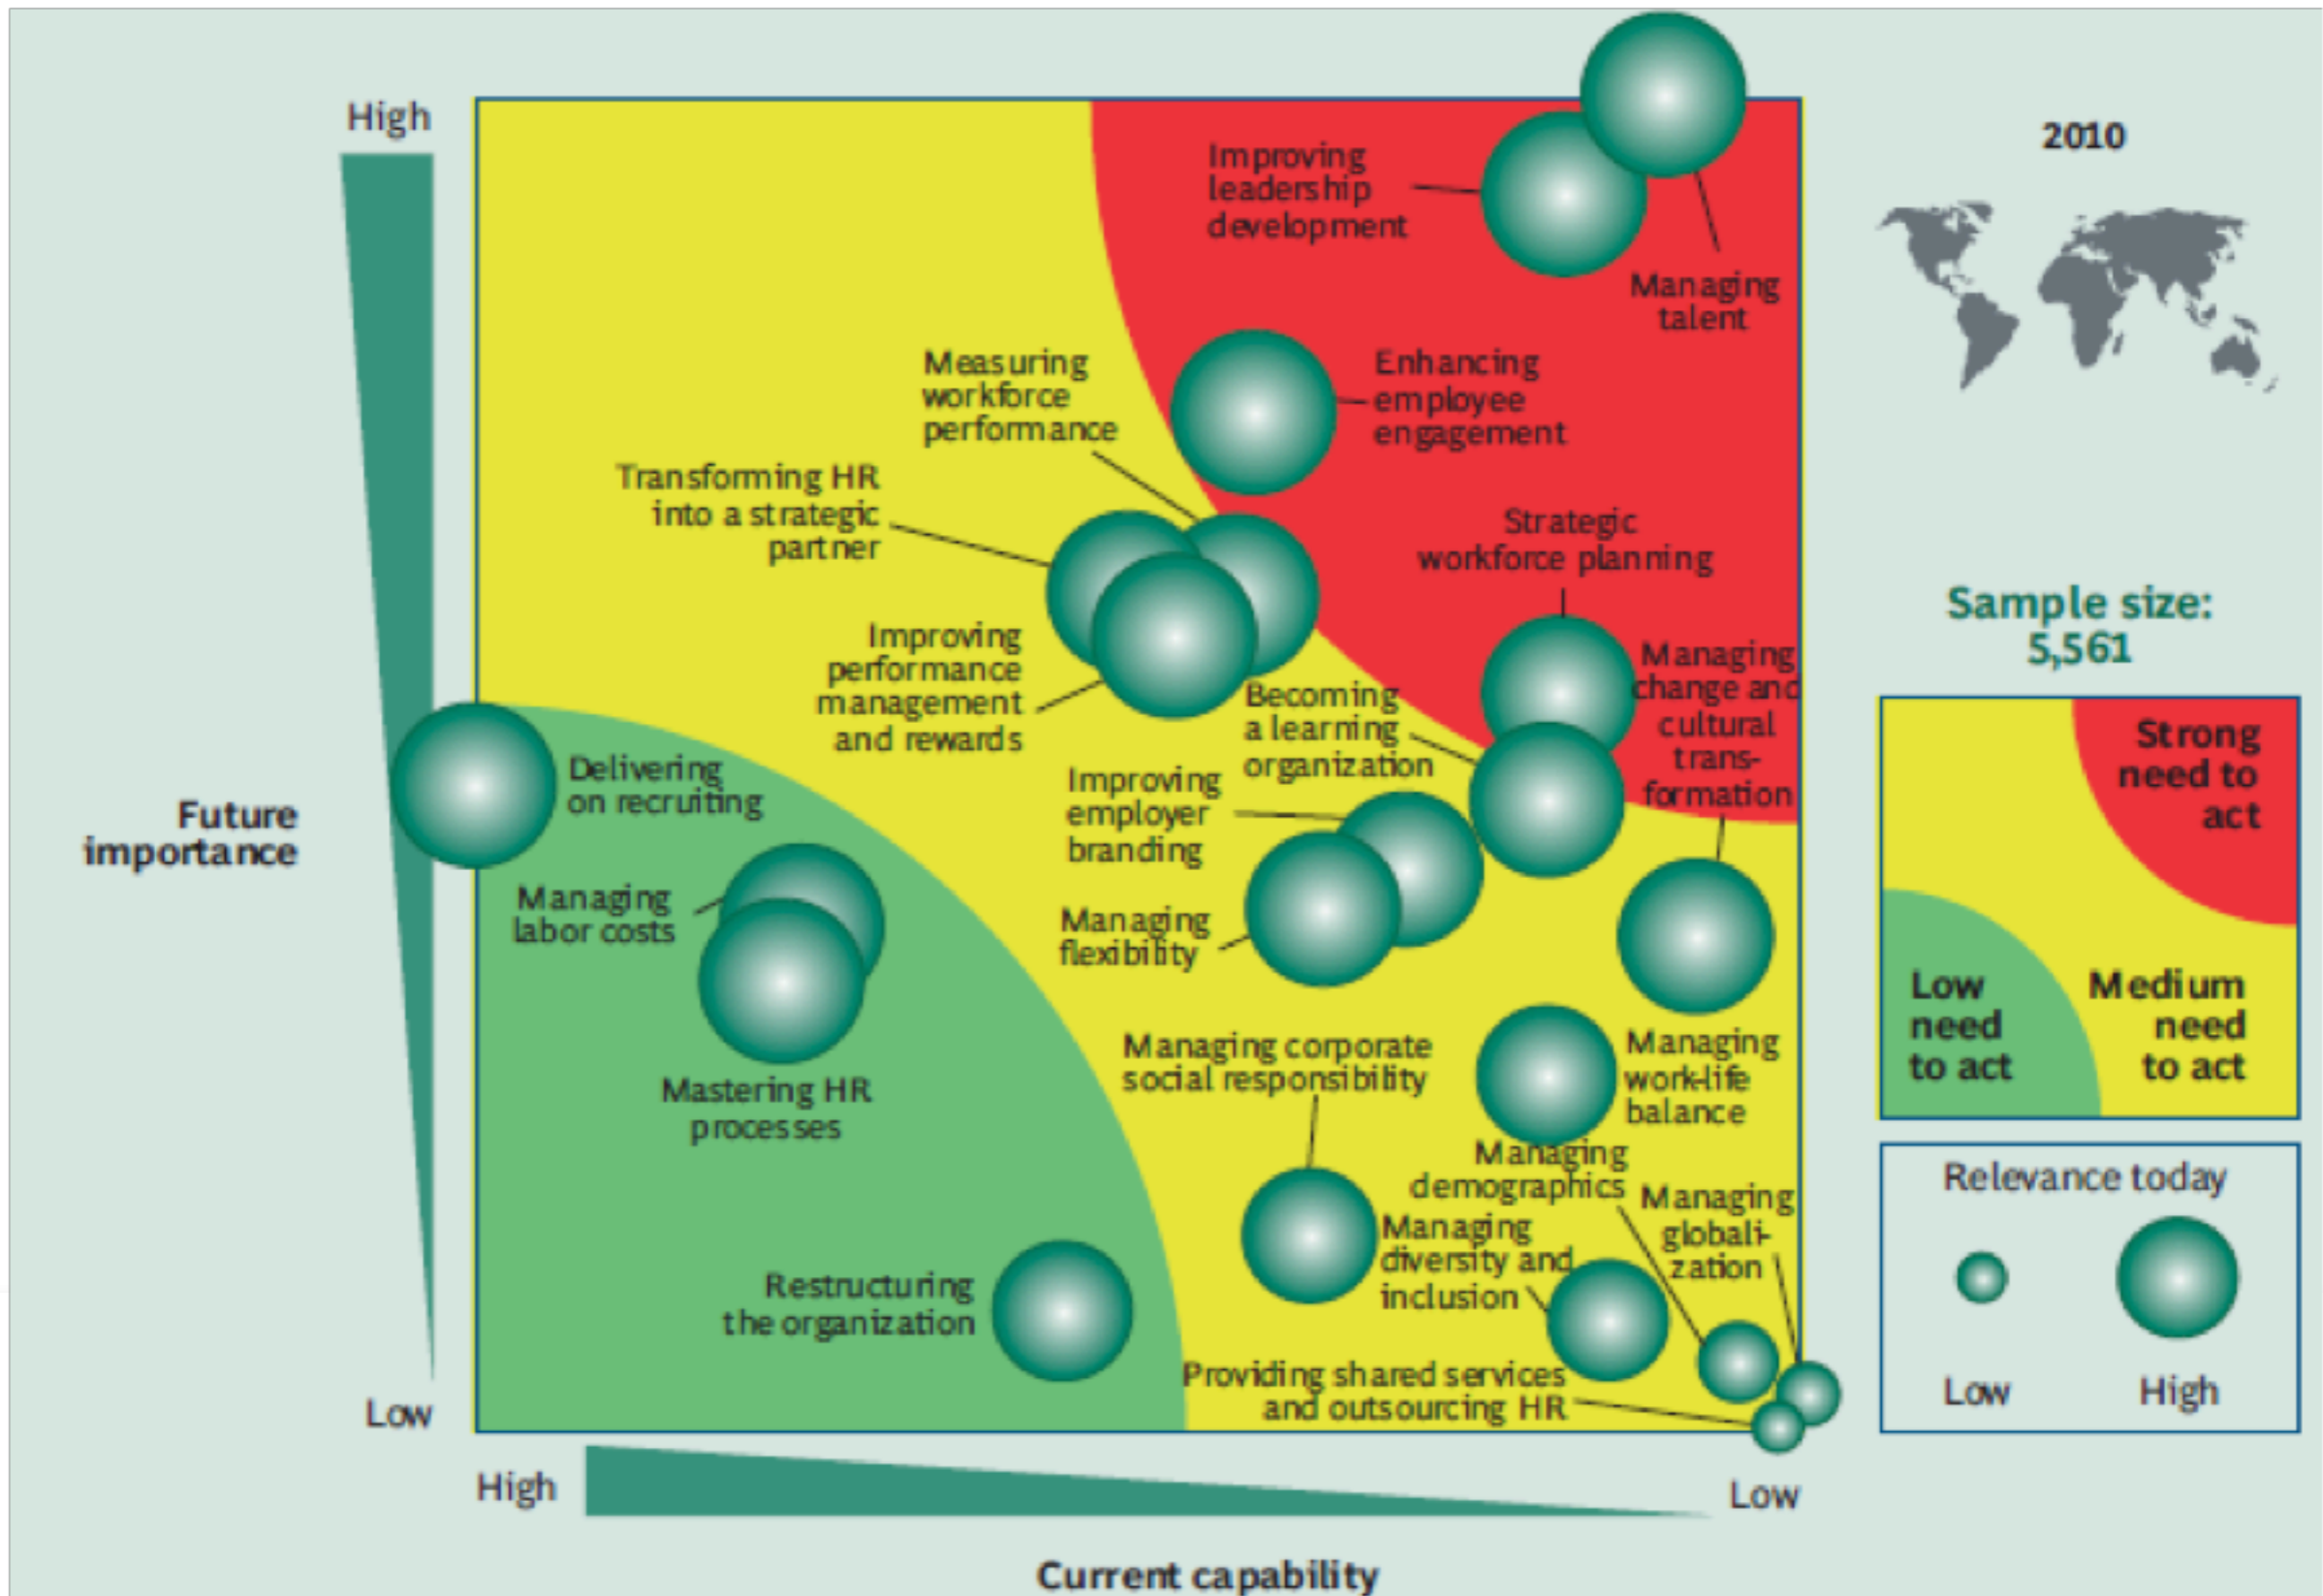 High
2010
Improving
leadership
development
Managing
talent
Measuring
workforce
performance
Enhancing
employee
engagement
Transforming HR
into a strategic
partner
Strategic
workforce planning
Sample size:
5,561
Improving
performance
management
and rewards
Managing
change and
cultural
trans-
formation
Becoming
a learning
organization
Strong
need to
act
Delivering
on recruiting
Improving
employer
branding
Future
importance
Managing
labor costs
Managing
flexibility
Low
need
to act
Medium
need
to act
Managing corporate
social responsibility
Managing
work-life
balance
Mastering HR
processes
Managing
demographics
Managing
globali-
zation
Managing
diversity and
inclusion
Relevance today
Low
High
Restructuring
the organization
Providing shared services
and outsourcing HR
Low
High
Low
Current capability